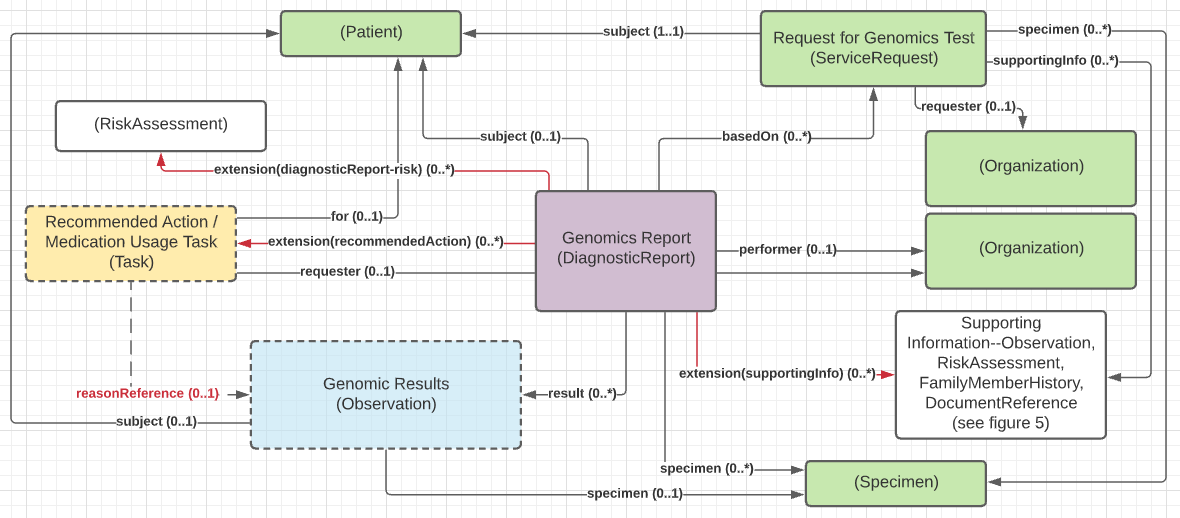 (Patient)
subject (1..1)
Request for Genomics Test
(ServiceRequest)
specimen (0..*)
supportingInfo (0..*)
requester (0..1)
(RiskAssessment)
subject (0..1)
basedOn (0..*)
extension(diagnosticReport-risk) (0..*)
(Organization)
Recommended Action /
Medication Usage Task
(Task)
for (0..1)
extension(recommendedAction) (0..*)
requester (0..1)
Genomics Report
(DiagnosticReport)
performer (0..1)
(Organization)
Supporting
Information--Observation,
RiskAssessment,
FamilyMemberHistory,
DocumentReference
(see figure 5)
extension(supportingInfo) (0..*)
reasonReference (0..1)
Genomic Results
(Observation)
result (0..*)
subject (0..1)
specimen (0..*)
specimen (0..1)
(Specimen)